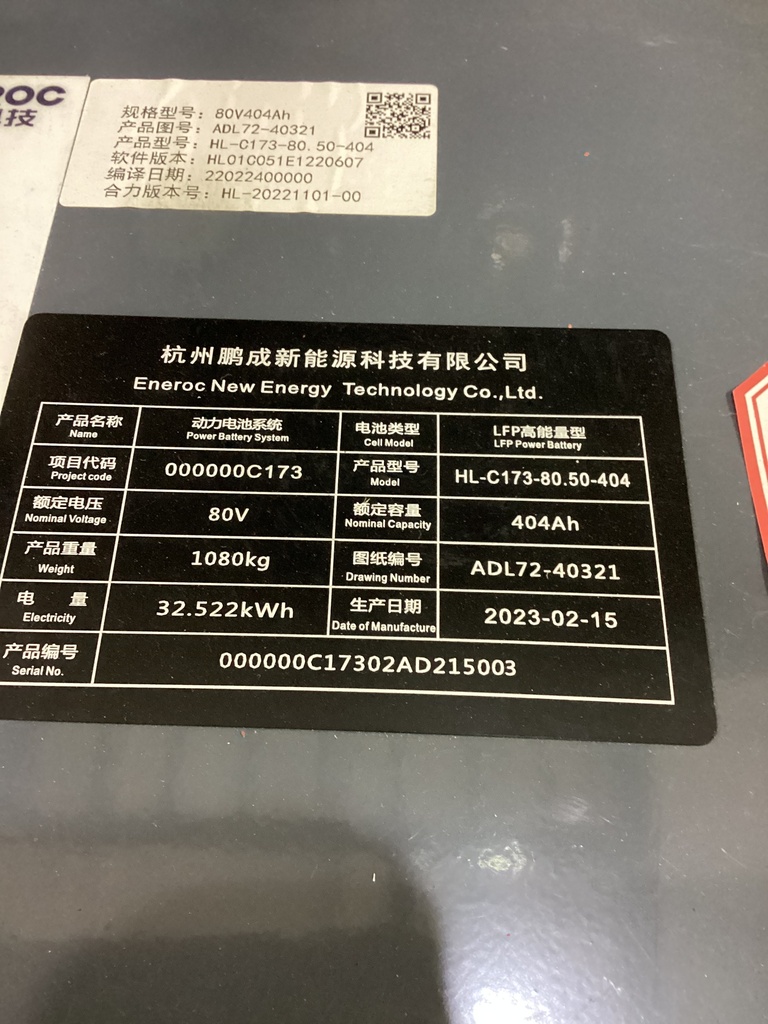 ROC
技
规格型号：80V404Ah
产品图号：ADL72-40321
产品型号：HL-C173-80.50-404
软件版本：HL01C051E1220607
编译日期：22022400000
合力版本号：HL-20221101-00
杭州鹏成新能源科技有限公司
Eneroc New Energy Technology Co.,Ltd.
产品名称 动力电池系统 电池类型 LFP高能量型
Name Power Battery System Cell Model LFP Power Battery
项目代码 000000C173 产品型号 HL-C173-80.50-404
Project code Model
额定电压 80V 额定容量 404Ah
Nominal Voltage Nominal Capacity
产品重量 1080kg 图纸编号 ADL72-40321
Weight Drawing Number
电 量 32.522kWh 生产日期 2023-02-15
Electricity Date of Manufacture
产品编号 000000C17302AD215003
Serial No.